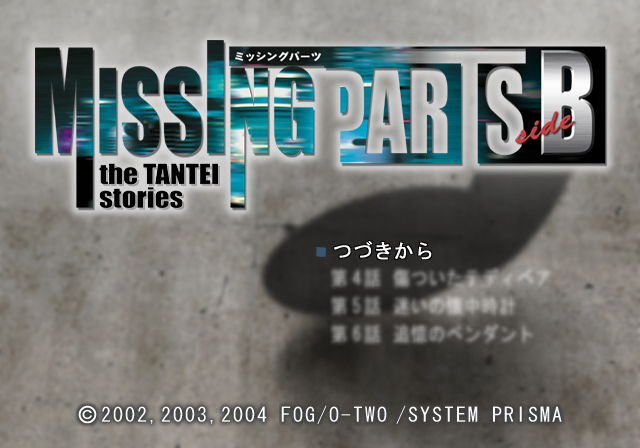 ミッシングパーツ
MISSING PARTS
side B
the TANTEI
stories
つづきから
第4話 傷ついたテディベア
第5話 迷いの懐中時計
第6話 追憶のペンダント
©2002,2003,2004 FOG/O-TWO /SYSTEM PRISMA